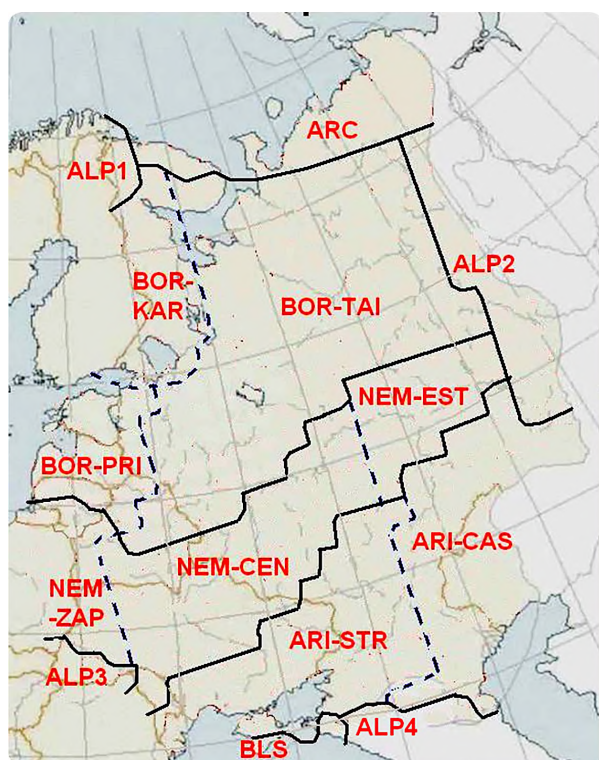 ARC
ALP1
ALP2
BOR-
KAR
BOR-TAI
NEM-EST
BOR-PRI
ARI-CAS
NEM-CEN
NEM
-ZAP
ARI-STR
ALP3
ALP4
BLS